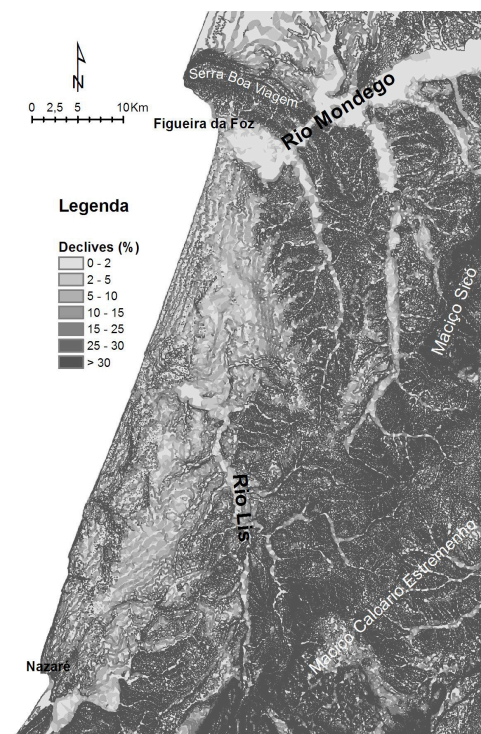 N
0 2,5 5 10Km
Serra Boa Viagem
Figueira da Foz
Rio Mondego
Legenda
Declives (%)
0 - 2
2 - 5
5 - 10
10 - 15
15 - 25
25 - 30
> 30
Maciço Sicó
Rio Lis
Maciço Calcário Estremenho
Nazaré